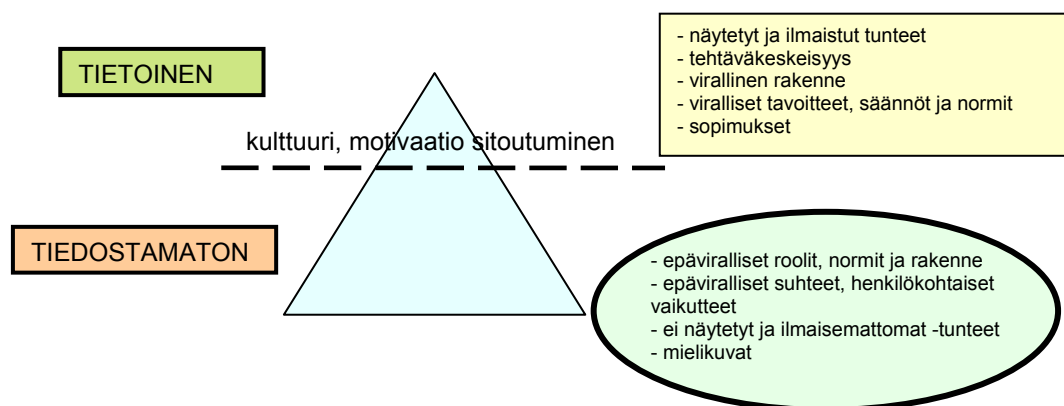 TIETOINEN
- näytetyt ja ilmaistut tunteet
- tehtäväkeskeisyys
- virallinen rakenne
- viralliset tavoitteet, säännöt ja normit
- sopimukset
kulttuuri, motivaatio sitoutuminen
TIEDOSTAMATON
- epäviralliset roolit, normit ja rakenne
- epäviralliset suhteet, henkilökohtaiset
vaikutteet
- ei näytetyt ja ilmaisemattomat -tunteet
- mielikuvat